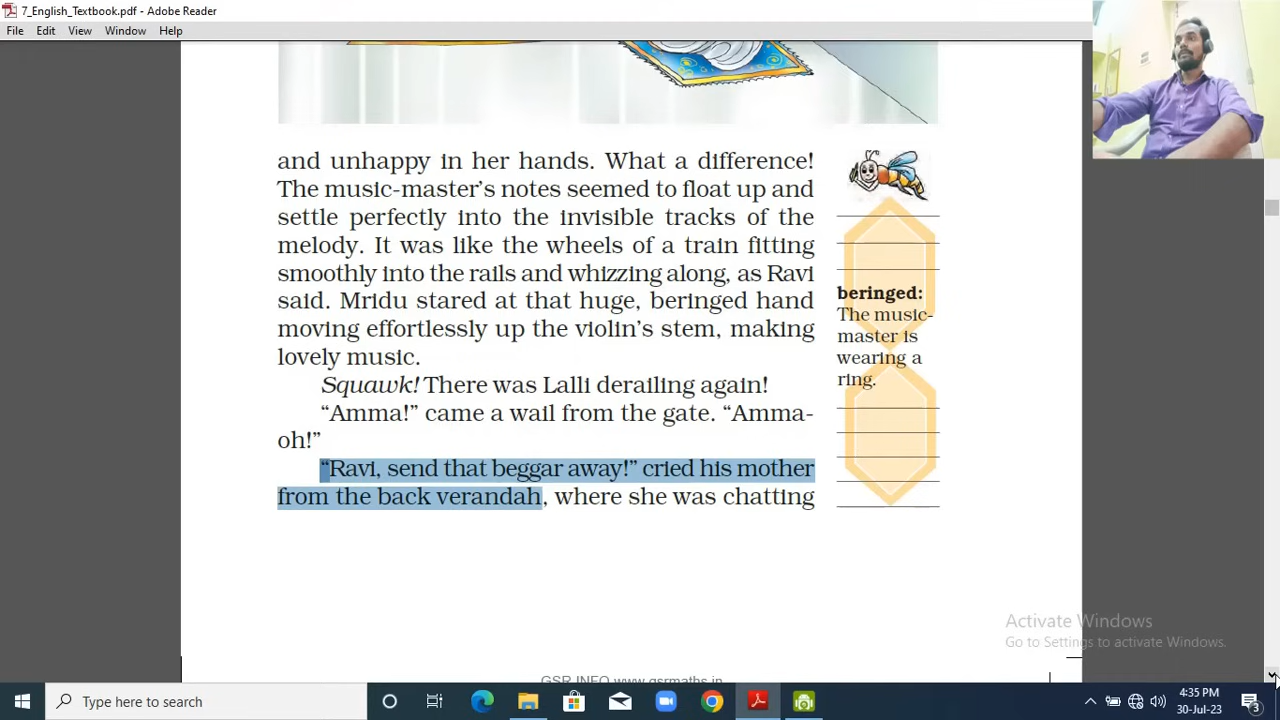 7_English_Textbook.pdf - Adobe Reader
File Edit View Window Help
and unhappy in her hands. What a difference!
The music-master’s notes seemed to float up and
settle perfectly into the invisible tracks of the
melody. It was like the wheels of a train fitting
smoothly into the rails and whizzing along, as Ravi
said. Mridu stared at that huge, beringed hand
moving effortlessly up the violin’s stem, making
lovely music.
Squawk! There was Lalli derailing again!
“Amma!” came a wail from the gate. “Amma-
oh!”
“Ravi, send that beggar away!” cried his mother
from the back verandah, where she was chatting
beringed:
The music-
master is
wearing a
ring.
Activate Windows
Go to Settings to activate Windows.
GSR INFO www.gsrmaths.in
Type here to search
4:35 PM
30-Jul-23
3